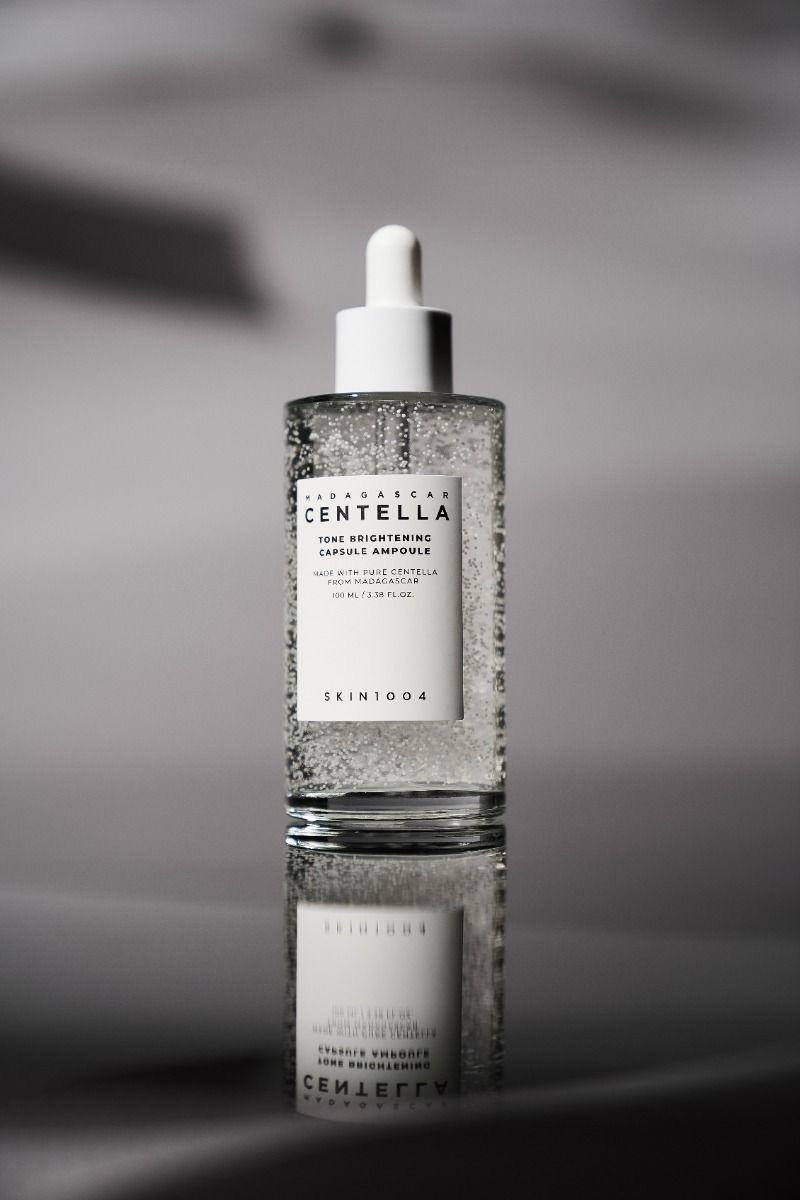 MADAGASCAR
CENTELLA
TONE BRIGHTENING
CAPSULE AMPOULE
MADE WITH PURE CENTELLA
FROM MADAGASCAR
100 ML / 3.38 FL.OZ.
SKIN1004